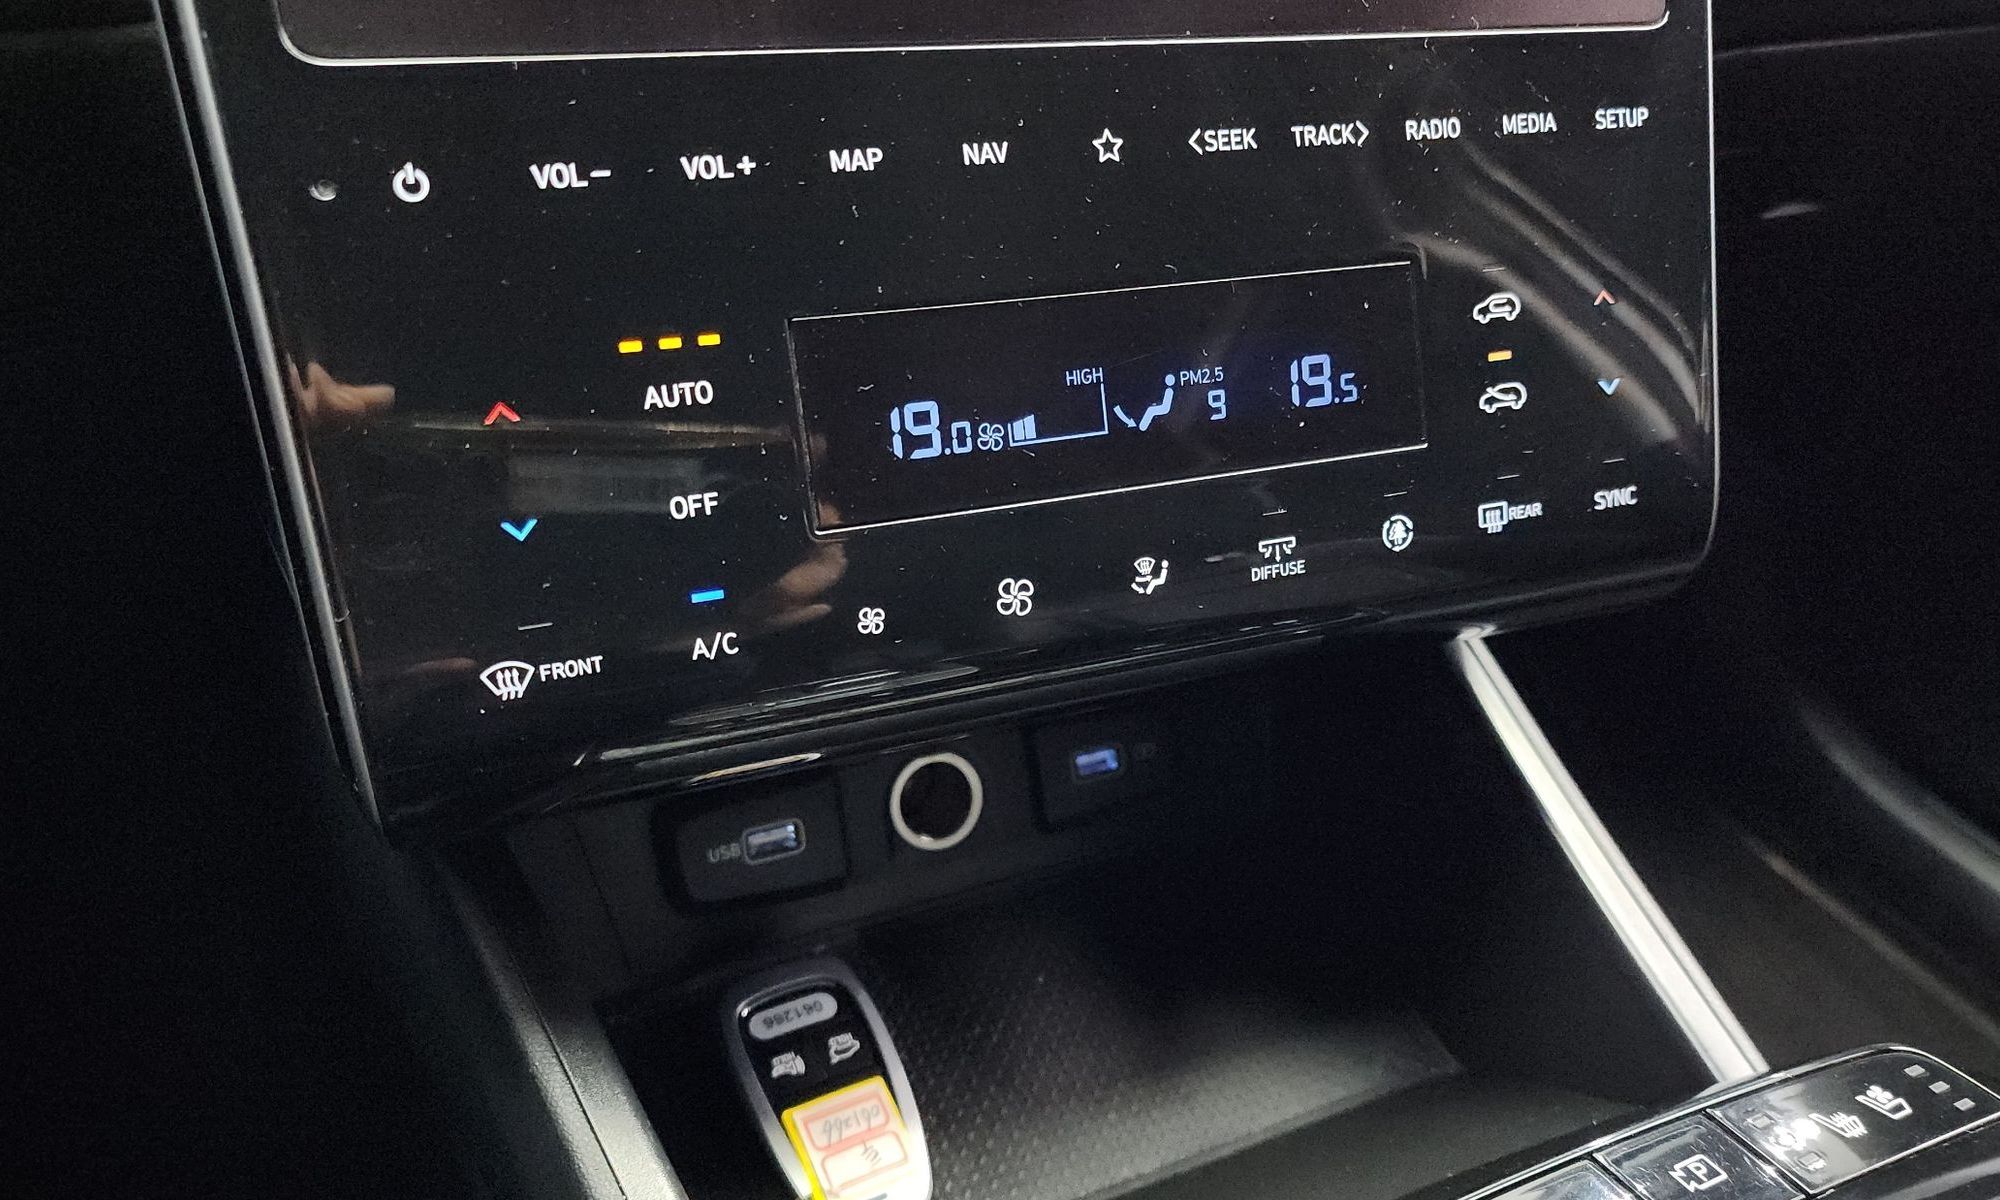 VOL− VOL+ MAP NAV <SEEK TRACK> RADIO MEDIA SETUP
AUTO
HIGH PM2.5
19.0 9 19.5
OFF
DIFFUSE REAR SYNC
FRONT A/C
USB
061266
P